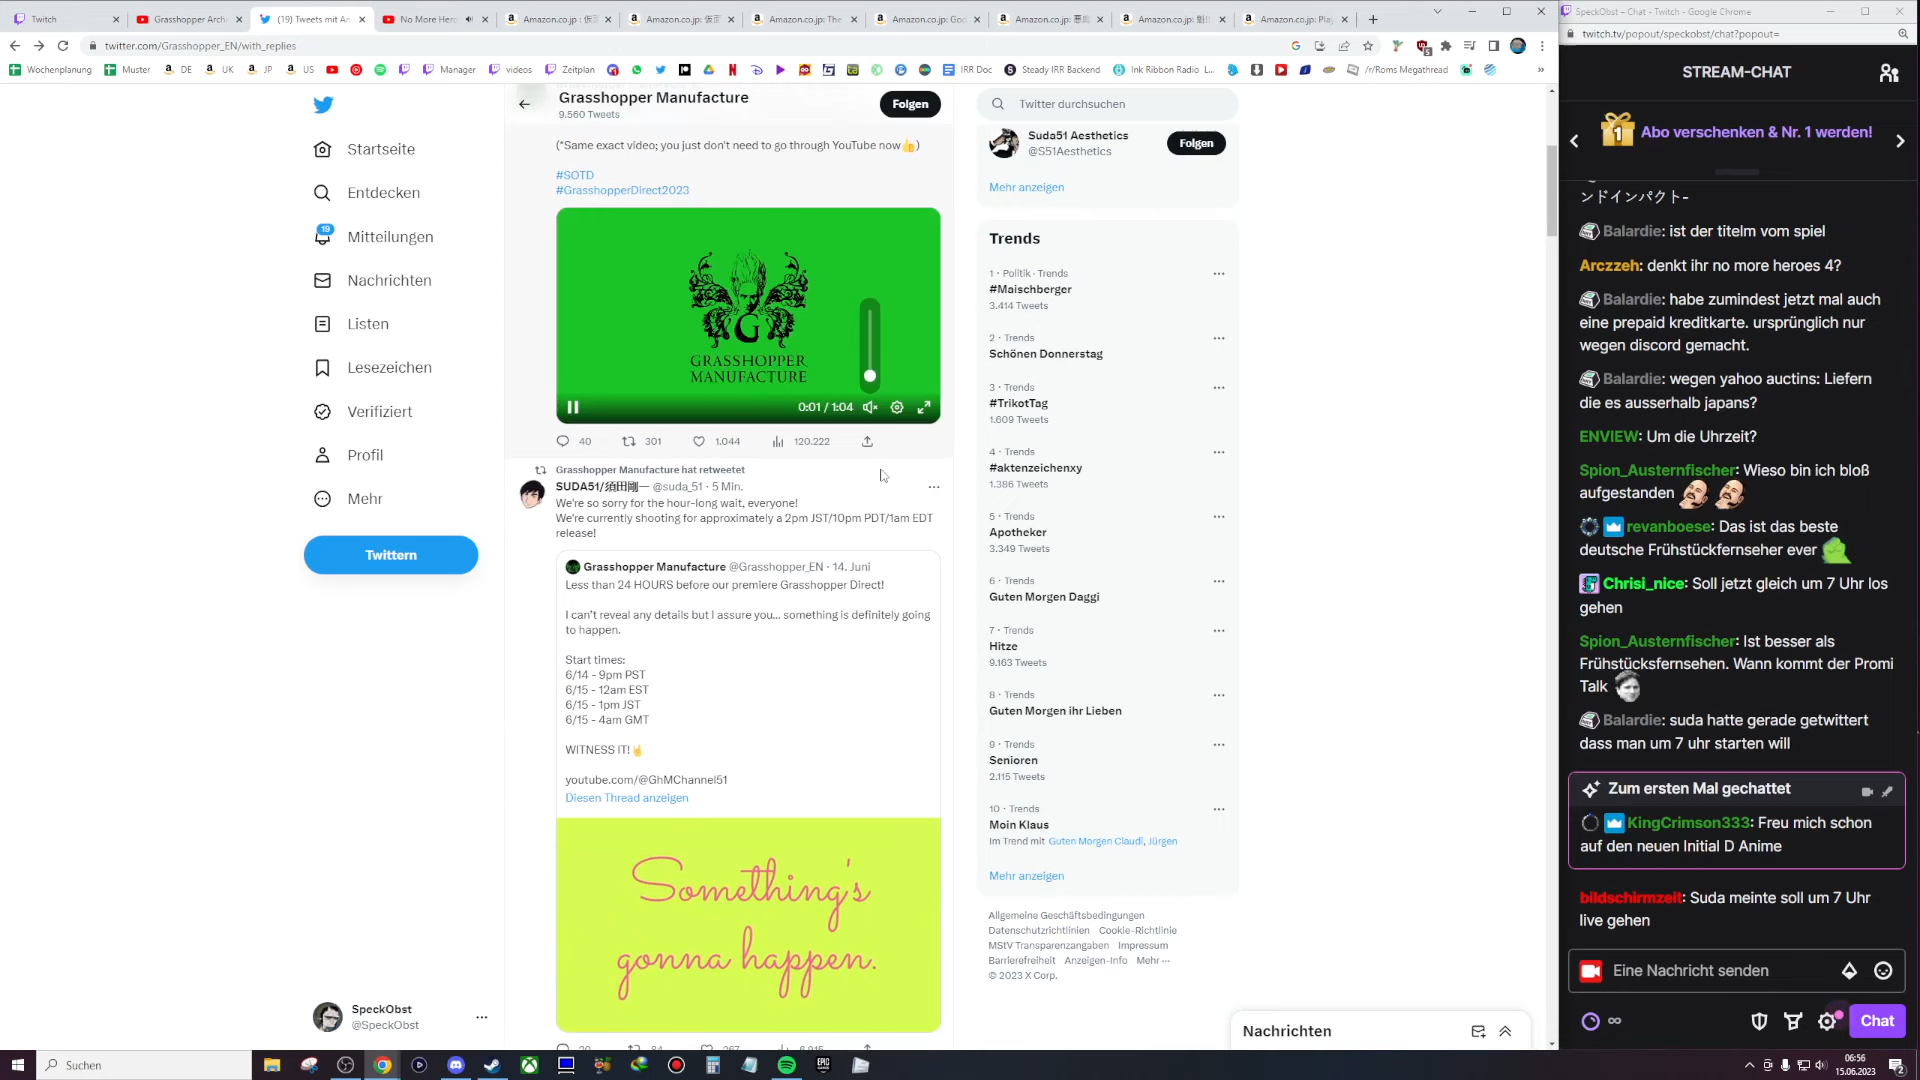 Twitch
Grasshopper Arch
(19) Tweets mit An
No More Hero
Amazon.co.jp : 仮面
Amazon.co.jp: 仮面
Amazon.co.jp: The
Amazon.co.jp: God
Amazon.co.jp: 悪魔
Amazon.co.jp: 魁!!
Amazon.co.jp: Play
twitter.com/Grasshopper_EN/with_replies
Wochenplanung
Muster
DE
UK
JP
US
Manager
videos
Zeitplan
IRR Doc
Steady IRR Backend
Ink Ribbon Radio L...
/r/Roms Megathread
Startseite
Entdecken
19
Mitteilungen
Nachrichten
Listen
Lesezeichen
Verifiziert
Profil
Mehr
Twittern
SpeckObst
@SpeckObst
Grasshopper Manufacture
9.560 Tweets
Folgen
(*Same exact video; you just don't need to go through YouTube now👍)
#SOTD
#GrasshopperDirect2023
G
GRASSHOPPER
MANUFACTURE
0:01 / 1:04
40
301
1.044
120.222
Grasshopper Manufacture hat retweetet
SUDA51/須田剛一 @suda_51 · 5 Min.
We're so sorry for the hour-long wait, everyone!
We're currently shooting for approximately a 2pm JST/10pm PDT/1am EDT
release!
Grasshopper Manufacture @Grasshopper_EN · 14. Juni
Less than 24 HOURS before our premiere Grasshopper Direct!
I can't reveal any details but I assure you... something is definitely going
to happen.
Start times:
6/14 - 9pm PST
6/15 - 12am EST
6/15 - 1pm JST
6/15 - 4am GMT
WITNESS IT!🤘
youtube.com/@GhMChannel51
Diesen Thread anzeigen
Something's
gonna happen.
Twitter durchsuchen
Suda51 Aesthetics
@S51Aesthetics
Folgen
Mehr anzeigen
Trends
1 · Politik · Trends
#Maischberger
3.414 Tweets
2 · Trends
Schönen Donnerstag
3 · Trends
#TrikotTag
1.609 Tweets
4 · Trends
#aktenzeichenxy
1.386 Tweets
5 · Trends
Apotheker
3.349 Tweets
6 · Trends
Guten Morgen Daggi
7 · Trends
Hitze
9.163 Tweets
8 · Trends
Guten Morgen ihr Lieben
9 · Trends
Senioren
2.115 Tweets
10 · Trends
Moin Klaus
Im Trend mit Guten Morgen Claudi, Jürgen
Mehr anzeigen
Allgemeine Geschäftsbedingungen
Datenschutzrichtlinien Cookie-Richtlinie
MStV Transparenzangaben Impressum
Barrierefreiheit Anzeigen-Info Mehr ···
© 2023 X Corp.
Nachrichten
SpeckObst – Chat - Twitch - Google Chrome
twitch.tv/popout/speckobst/chat?popout=
STREAM-CHAT
1
Abo verschenken & Nr. 1 werden!
ンドインパクト-
Balardie: ist der titelm vom spiel
Arczzeh: denkt ihr no more heroes 4?
Balardie: habe zumindest jetzt mal auch
eine prepaid kreditkarte. ursprünglich nur
wegen discord gemacht.
Balardie: wegen yahoo auctins: Liefern
die es ausserhalb japans?
ENVIEW: Um die Uhrzeit?
Spion_Austernfischer: Wieso bin ich bloß
aufgestanden
revanboese: Das ist das beste
deutsche Frühstückfernseher ever
Chrisi_nice: Soll jetzt gleich um 7 Uhr los
gehen
Spion_Austernfischer: Ist besser als
Frühstücksfernsehen. Wann kommt der Promi
Talk
Balardie: suda hatte gerade getwittert
dass man um 7 uhr starten will
Zum ersten Mal gechattet
KingCrimson333: Freu mich schon
auf den neuen Initial D Anime
bildschirmzeit: Suda meinte soll um 7 Uhr
live gehen
Eine Nachricht senden
∞
Chat
Suchen
06:56
15.06.2023